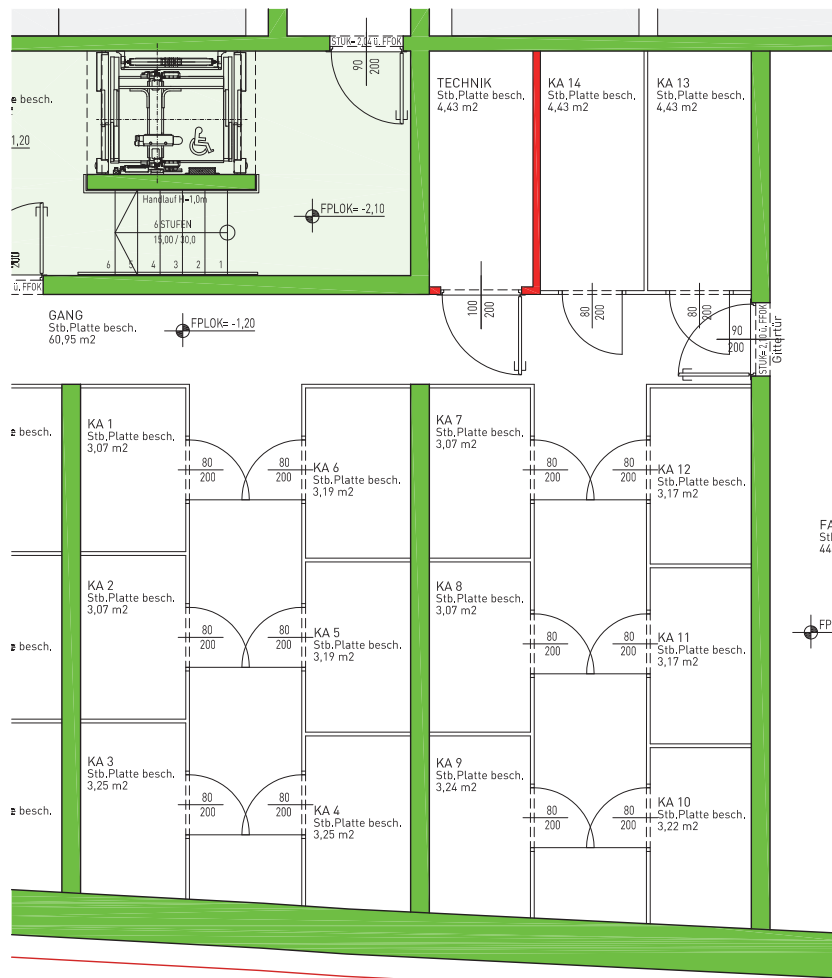 STUK= 2,04 ü. FFOK
90
200
e besch.
1,20
Handlauf H=1,0m
6 STUFEN
15,00 / 30,0
6 5 4 3 2 1
FPLOK= -2,10
200
ü. FFOK
TECHNIK
Stb.Platte besch.
4,43 m2
KA 14
Stb.Platte besch.
4,43 m2
KA 13
Stb.Platte besch.
4,43 m2
GANG
Stb.Platte besch.
60,95 m2
FPLOK= -1,20
100
200
80
200
80
200
90
200
STUK= 2,10 ü. FFOK
Gittertür
e besch.
KA 1
Stb.Platte besch.
3,07 m2
80
200
80
200
KA 6
Stb.Platte besch.
3,19 m2
KA 7
Stb.Platte besch.
3,07 m2
80
200
80
200
KA 12
Stb.Platte besch.
3,17 m2
e besch.
KA 2
Stb.Platte besch.
3,07 m2
80
200
80
200
KA 5
Stb.Platte besch.
3,19 m2
KA 8
Stb.Platte besch.
3,07 m2
80
200
80
200
KA 11
Stb.Platte besch.
3,17 m2
FA
Stb
44
FP
e besch.
KA 3
Stb.Platte besch.
3,25 m2
80
200
80
200
KA 4
Stb.Platte besch.
3,25 m2
KA 9
Stb.Platte besch.
3,24 m2
80
200
80
200
KA 10
Stb.Platte besch.
3,22 m2